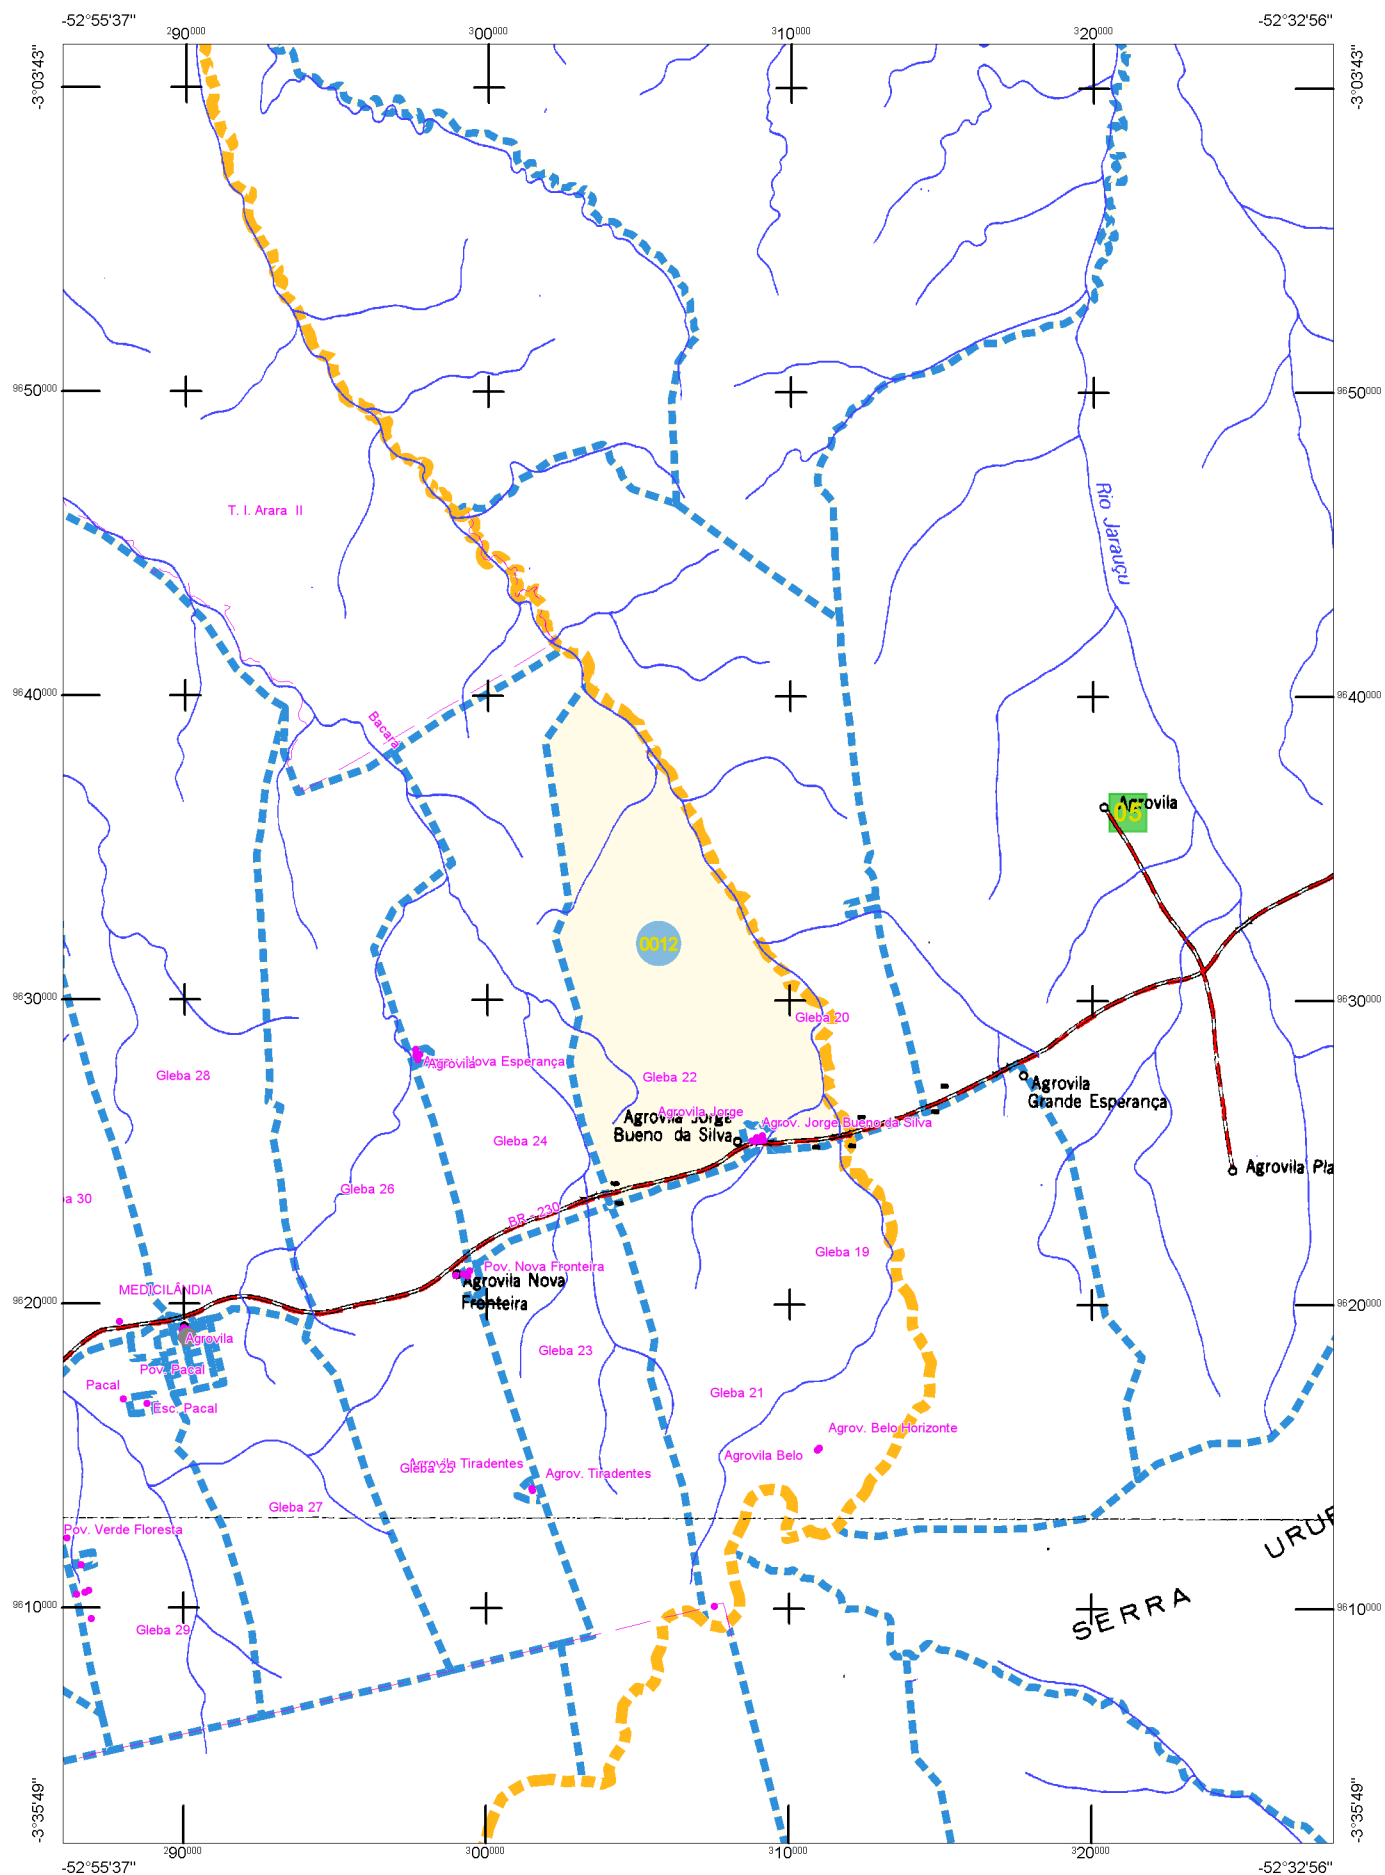 -52°55'37"
-52°32'56"
290000
300000
310000
320000
-3°03'43"
-3°03'43"
9650000
9650000
T. I. Arara II
Rio Jarauçu
9640000
9640000
Bacará
Agrovila
05
0012
9630000
9630000
Gleba 20
Agrovila
Nova Esperança
Gleba 28
Gleba 22
Agrovila
Grande Esperança
Agrovila Jorge
Agrovila Jorge
Bueno da Silva
Agrov. Jorge Bueno da Silva
Gleba 24
Agrovila Pla
Gleba 26
a 30
BR - 230
Gleba 19
Pov. Nova Fronteira
Agrovila Nova
Fronteira
MEDICILÂNDIA
9620000
9620000
Agrovila
Gleba 23
Pov. Pacal
Pacal
Esc. Pacal
Gleba 21
Agrov. Belo Horizonte
Agrovila Belo
Agrovila Tiradentes
Gleba 25
Agrov. Tiradentes
Gleba 27
Pov. Verde Floresta
URUE
SERRA
9610000
9610000
Gleba 29
-3°35'49"
-3°35'49"
290000
300000
310000
320000
-52°55'37"
-52°32'56"